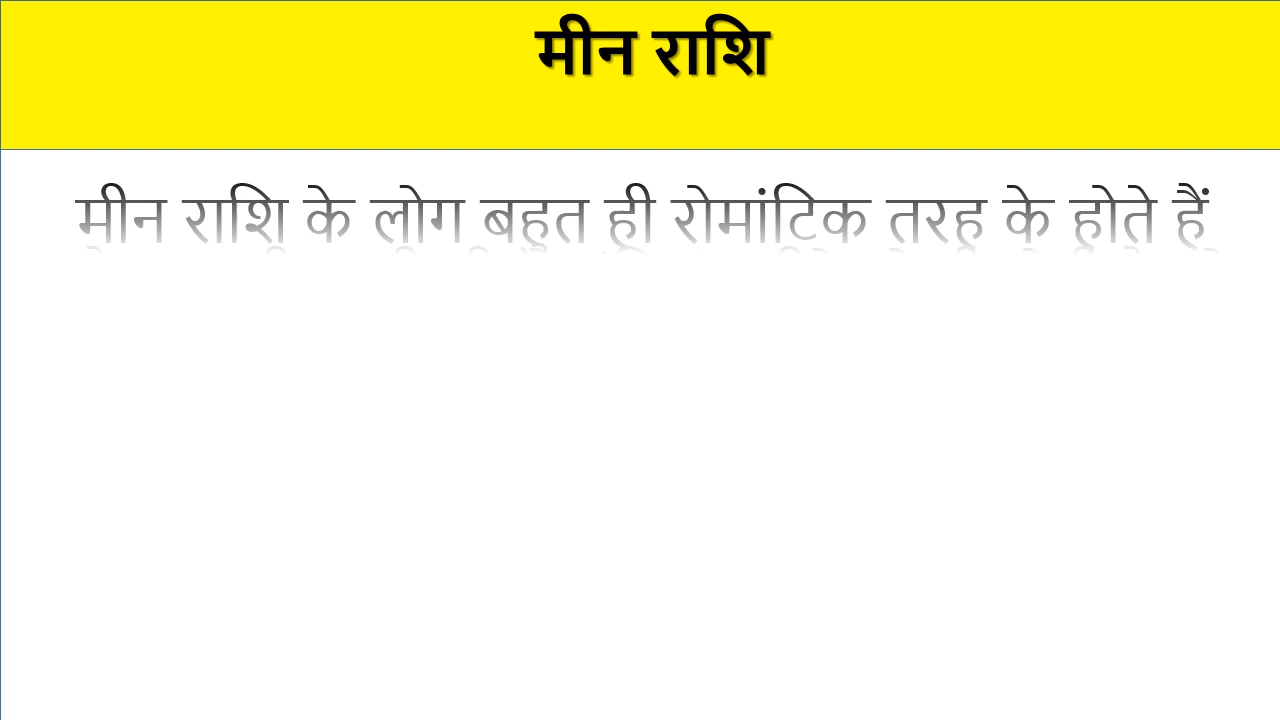 मीन राशि
मीन राशि के लोग बहुत ही रोमांटिक तरह के होते हैं